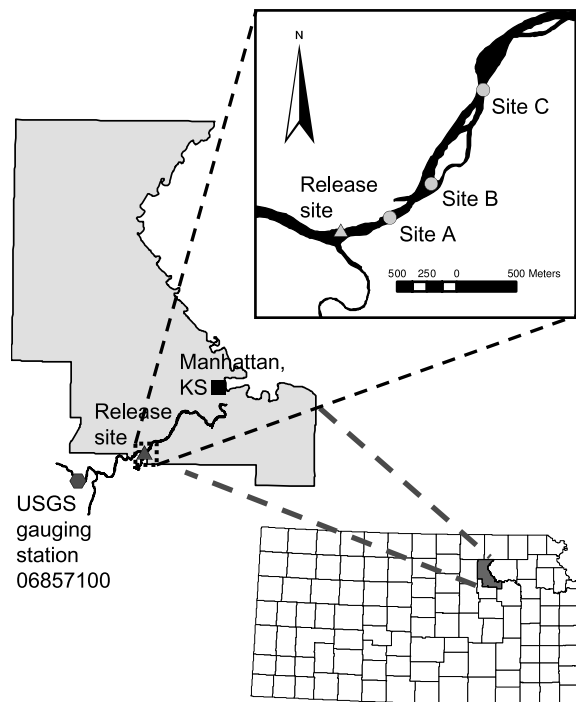 N
Site C
Release
site
Site B
Site A
500 250 0 500 Meters
Manhattan,
KS
Release
site
USGS
gauging
station
06857100